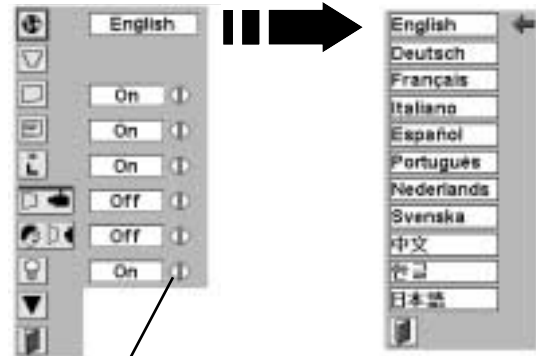 English
On
On
On
Off
Off
On
English
Deutsch
Français
Italiano
Español
Português
Nederlands
Svenska
中文
한글
日本語